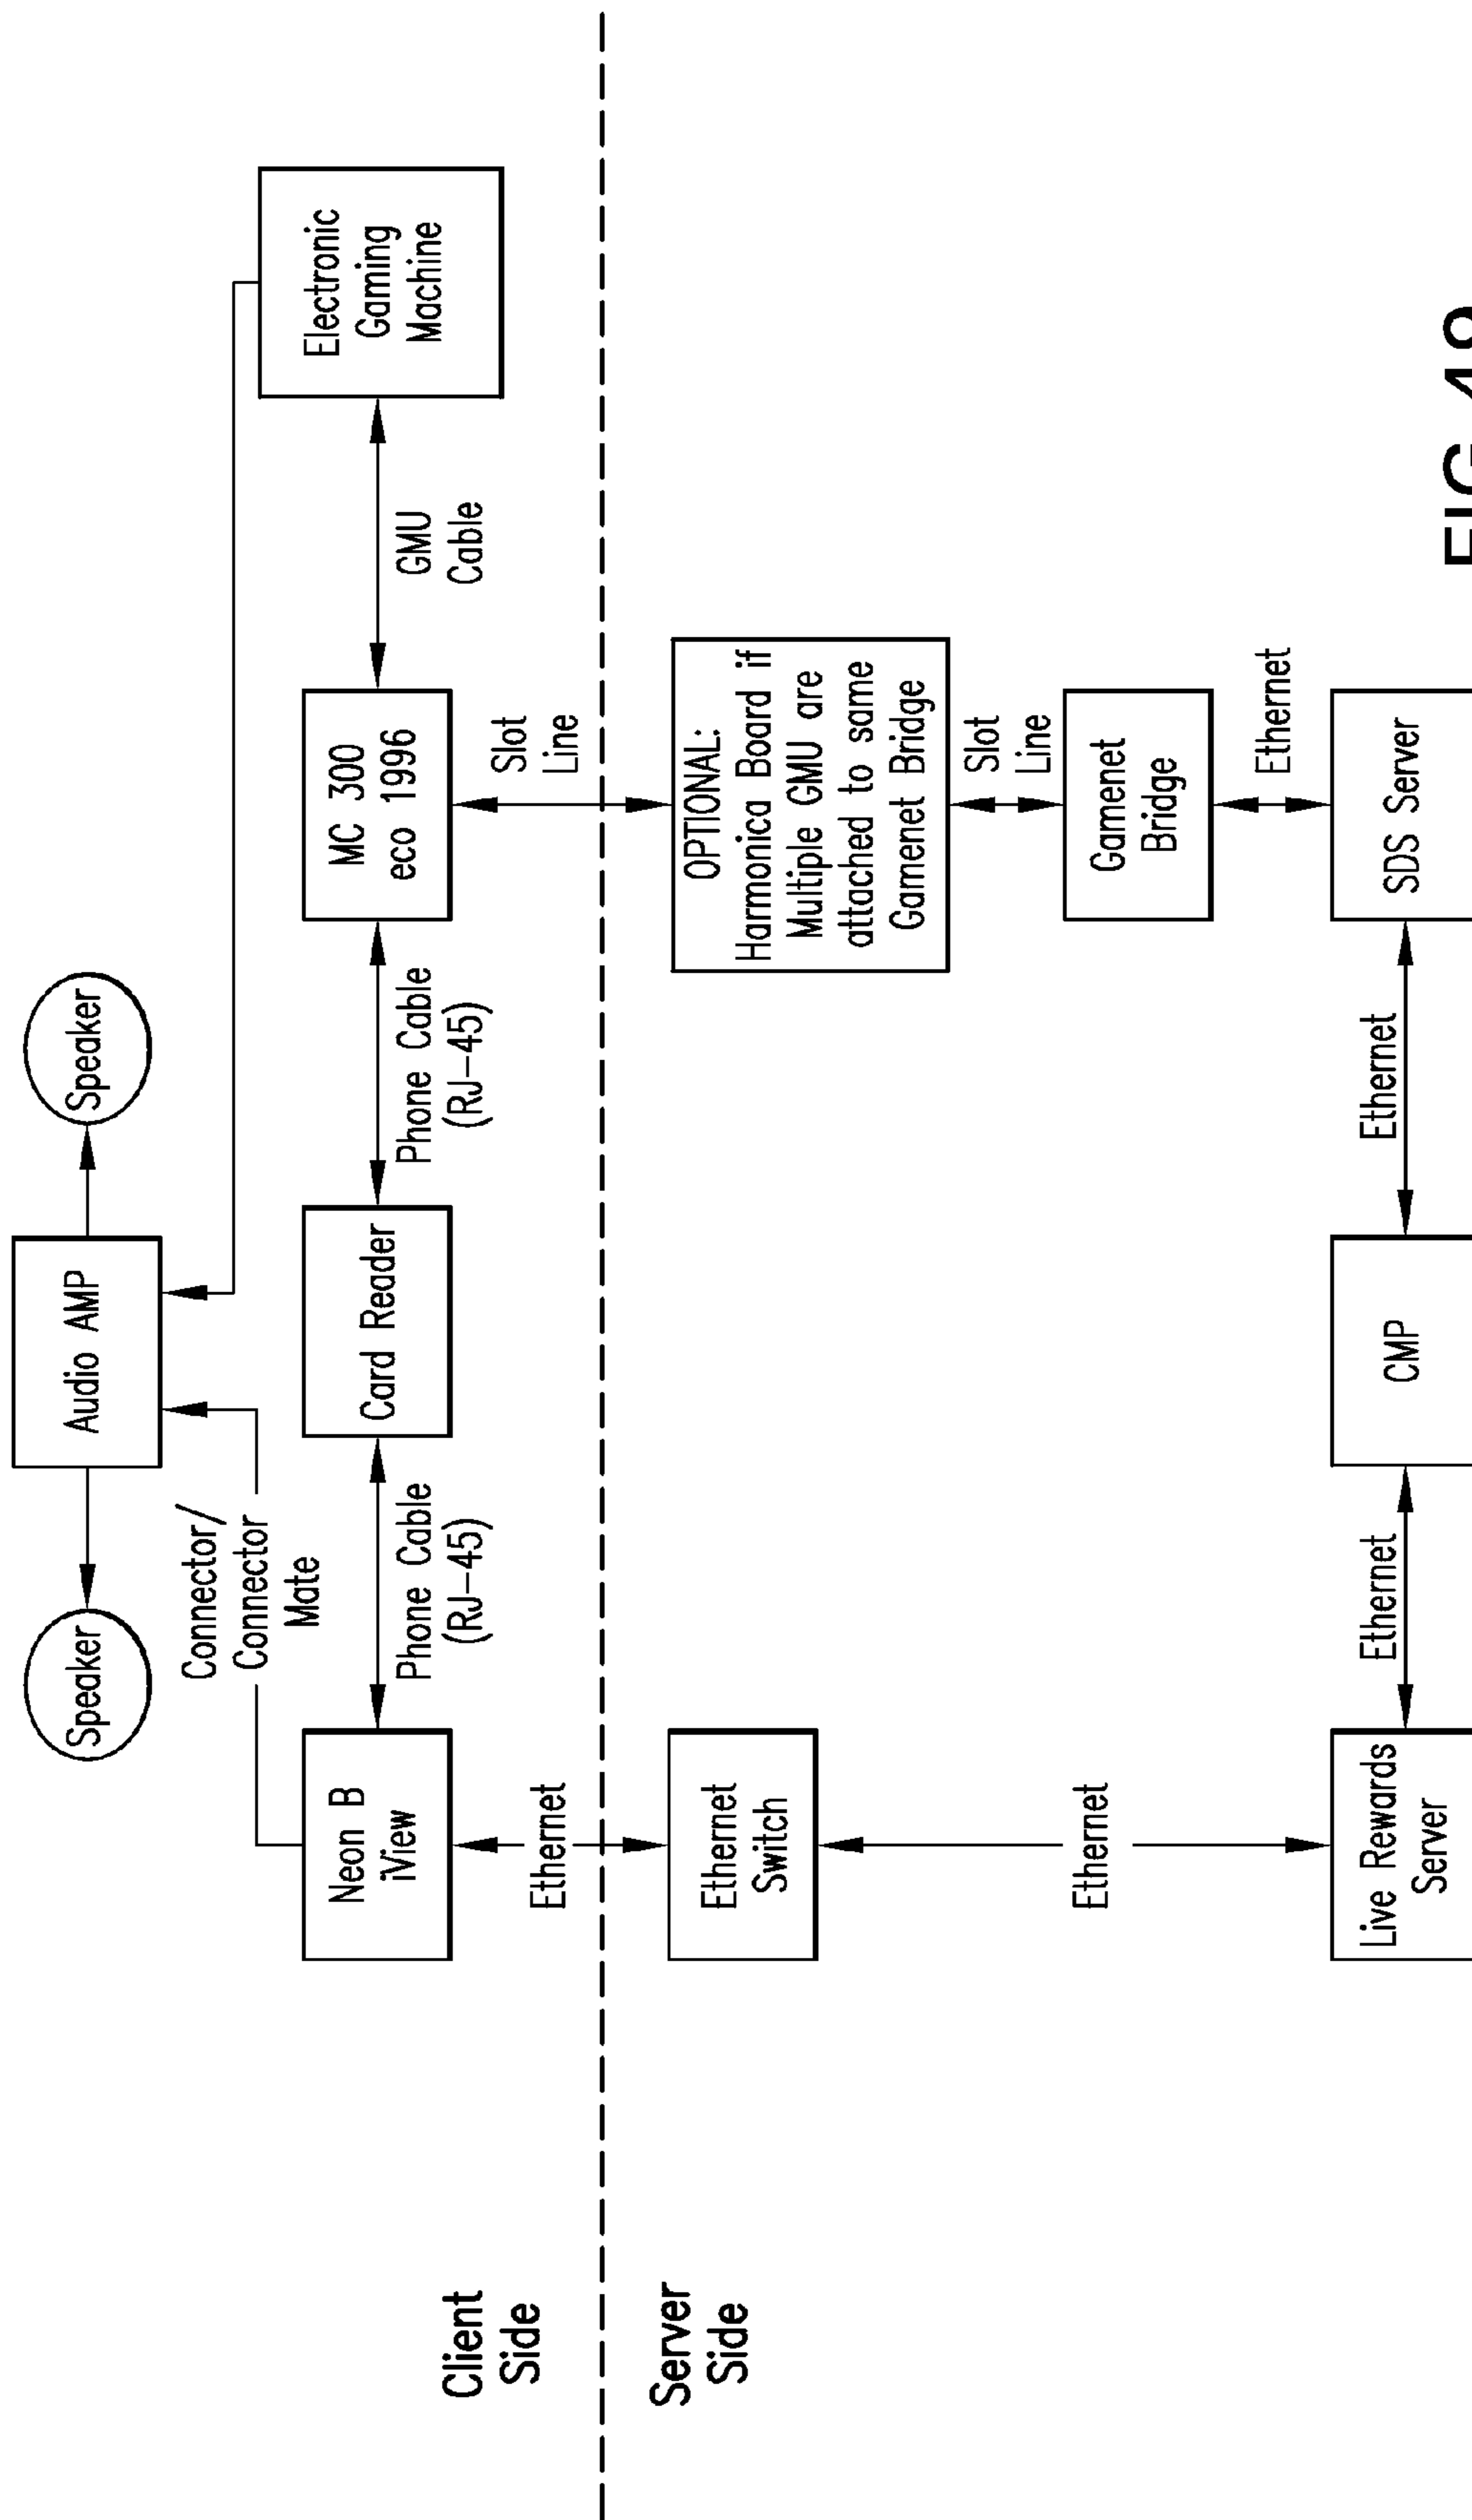 Speaker
Audio AMP
Speaker
Connector/
Connector
Mate
Neon B
iView
Phone Cable
(RJ-45)
Card Reader
Phone Cable
(RJ-45)
MC 300
eco 1996
GMU
Cable
Electronic
Gaming
Machine
Client
Side
Ethernet
Slot
Line
Server
Side
Ethernet
Switch
OPTIONAL:
Harmonica Board if
Multiple GMU are
attached to same
Gamenet Bridge
Slot
Line
Ethernet
Gamenet
Bridge
Ethernet
Live Rewards
Server
Ethernet
CMP
Ethernet
SDS Server